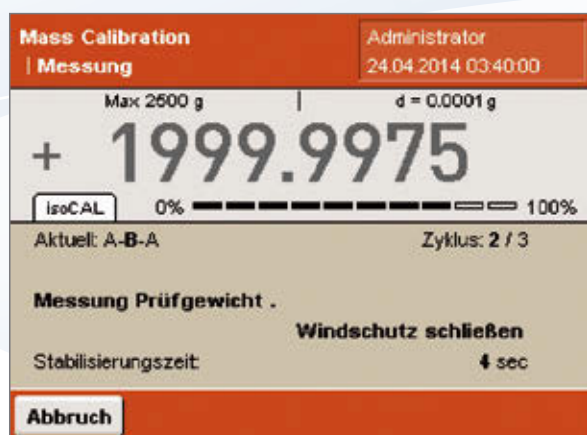 Mass Calibration
Administrator
| Messung
24.04.2014 03:40:00
Max 2600 g | d = 0.0001 g
+ 1999.9975
isoCAL 0% 100%
Aktuell: A-B-A Zyklus: 2 / 3
Messung Prüfgewicht .
Windschutz schließen
Stabilisierungszeit: 4 sec
Abbruch